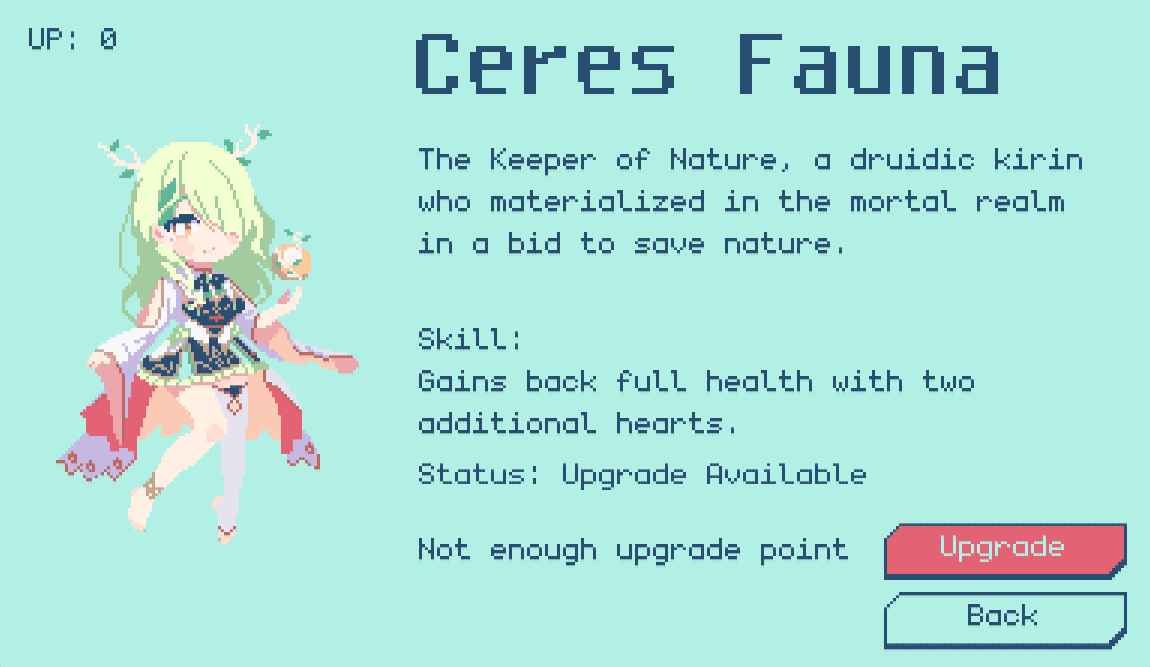 UP: 0
Ceres Fauna
The Keeper of Nature, a druidic kirin
who materialized in the mortal realm
in a bid to save nature.
Skill:
Gains back full health with two
additional hearts.
Status: Upgrade Available
Not enough upgrade point
Upgrade
Back